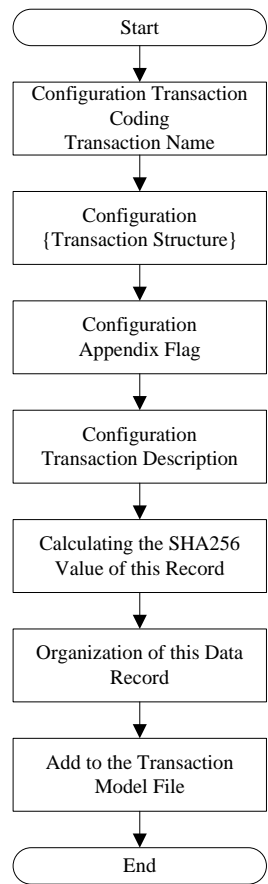 Start
Configuration Transaction
Coding
Transaction Name
Configuration
{Transaction Structure}
Configuration
Appendix Flag
Configuration
Transaction Description
Calculating the SHA256
Value of this Record
Organization of this Data
Record
Add to the Transaction
Model File
End